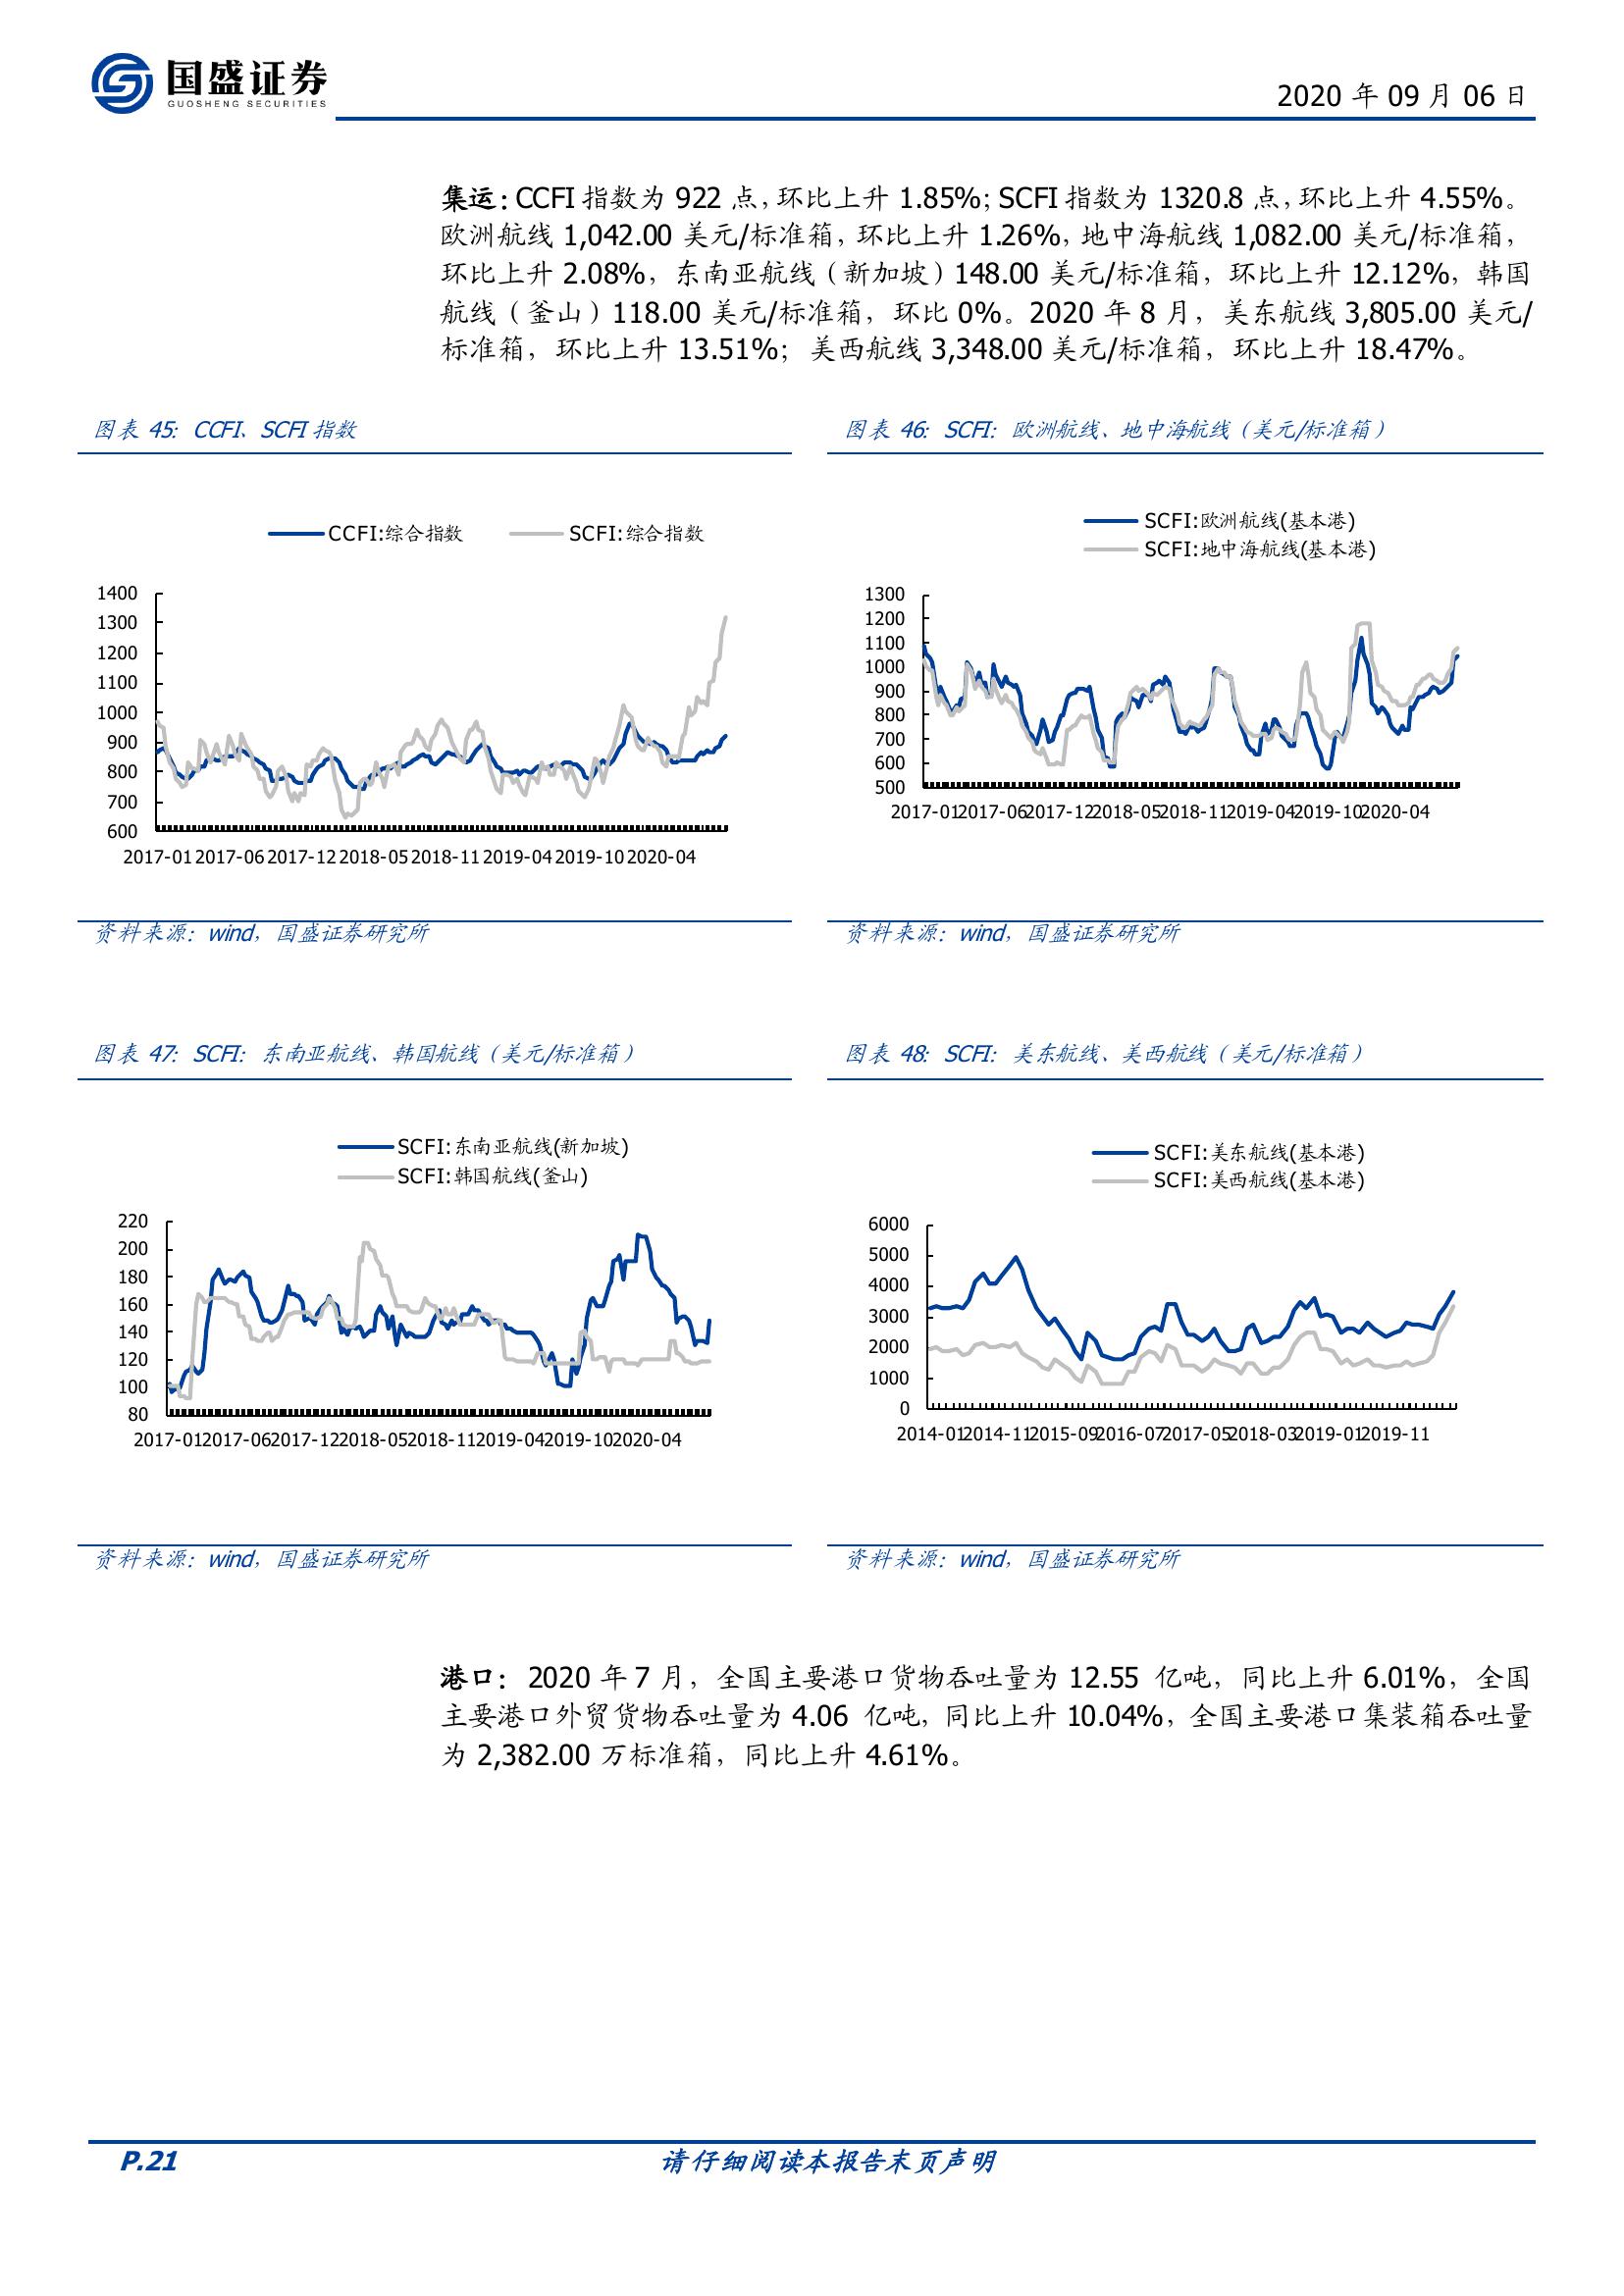 国盛证券
GUOSHENG SECURITIES
2020 年 09 月 06 日
集运：CCFI 指数为 922 点，环比上升 1.85%；SCFI 指数为 1320.8 点，环比上升 4.55%。
欧洲航线 1,042.00 美元/标准箱，环比上升 1.26%，地中海航线 1,082.00 美元/标准箱，
环比上升 2.08%，东南亚航线（新加坡）148.00 美元/标准箱，环比上升 12.12%，韩国
航线（釜山）118.00 美元/标准箱，环比 0%。2020 年 8 月，美东航线 3,805.00 美元/
标准箱，环比上升 13.51%； 美西航线 3,348.00 美元/标准箱，环比上升 18.47%。
图表 45：CCFI、SCFI 指数
CCFI:综合指数 SCFI:综合指数
1400
1300
1200
1100
1000
900
800
700
600
2017-01 2017-06 2017-12 2018-05 2018-11 2019-04 2019-10 2020-04
资料来源：wind，国盛证券研究所
图表 46：SCFI：欧洲航线、地中海航线（美元/标准箱）
SCFI:欧洲航线(基本港)
SCFI:地中海航线(基本港)
1300
1200
1100
1000
900
800
700
600
500
2017-01 2017-06 2017-12 2018-05 2018-11 2019-04 2019-10 2020-04
资料来源：wind，国盛证券研究所
图表 47：SCFI：东南亚航线、韩国航线（美元/标准箱）
SCFI:东南亚航线(新加坡)
SCFI:韩国航线(釜山)
220
200
180
160
140
120
100
80
2017-01 2017-06 2017-12 2018-05 2018-11 2019-04 2019-10 2020-04
资料来源：wind，国盛证券研究所
图表 48：SCFI：美东航线、美西航线（美元/标准箱）
SCFI:美东航线(基本港)
SCFI:美西航线(基本港)
6000
5000
4000
3000
2000
1000
0
2014-01 2014-11 2015-09 2016-07 2017-05 2018-03 2019-01 2019-11
资料来源：wind，国盛证券研究所
港口： 2020 年 7 月，全国主要港口货物吞吐量为 12.55 亿吨，同比上升 6.01%，全国
主要港口外贸货物吞吐量为 4.06 亿吨，同比上升 10.04%，全国主要港口集装箱吞吐量
为 2,382.00 万标准箱，同比上升 4.61%。
P.21 请仔细阅读本报告末页声明